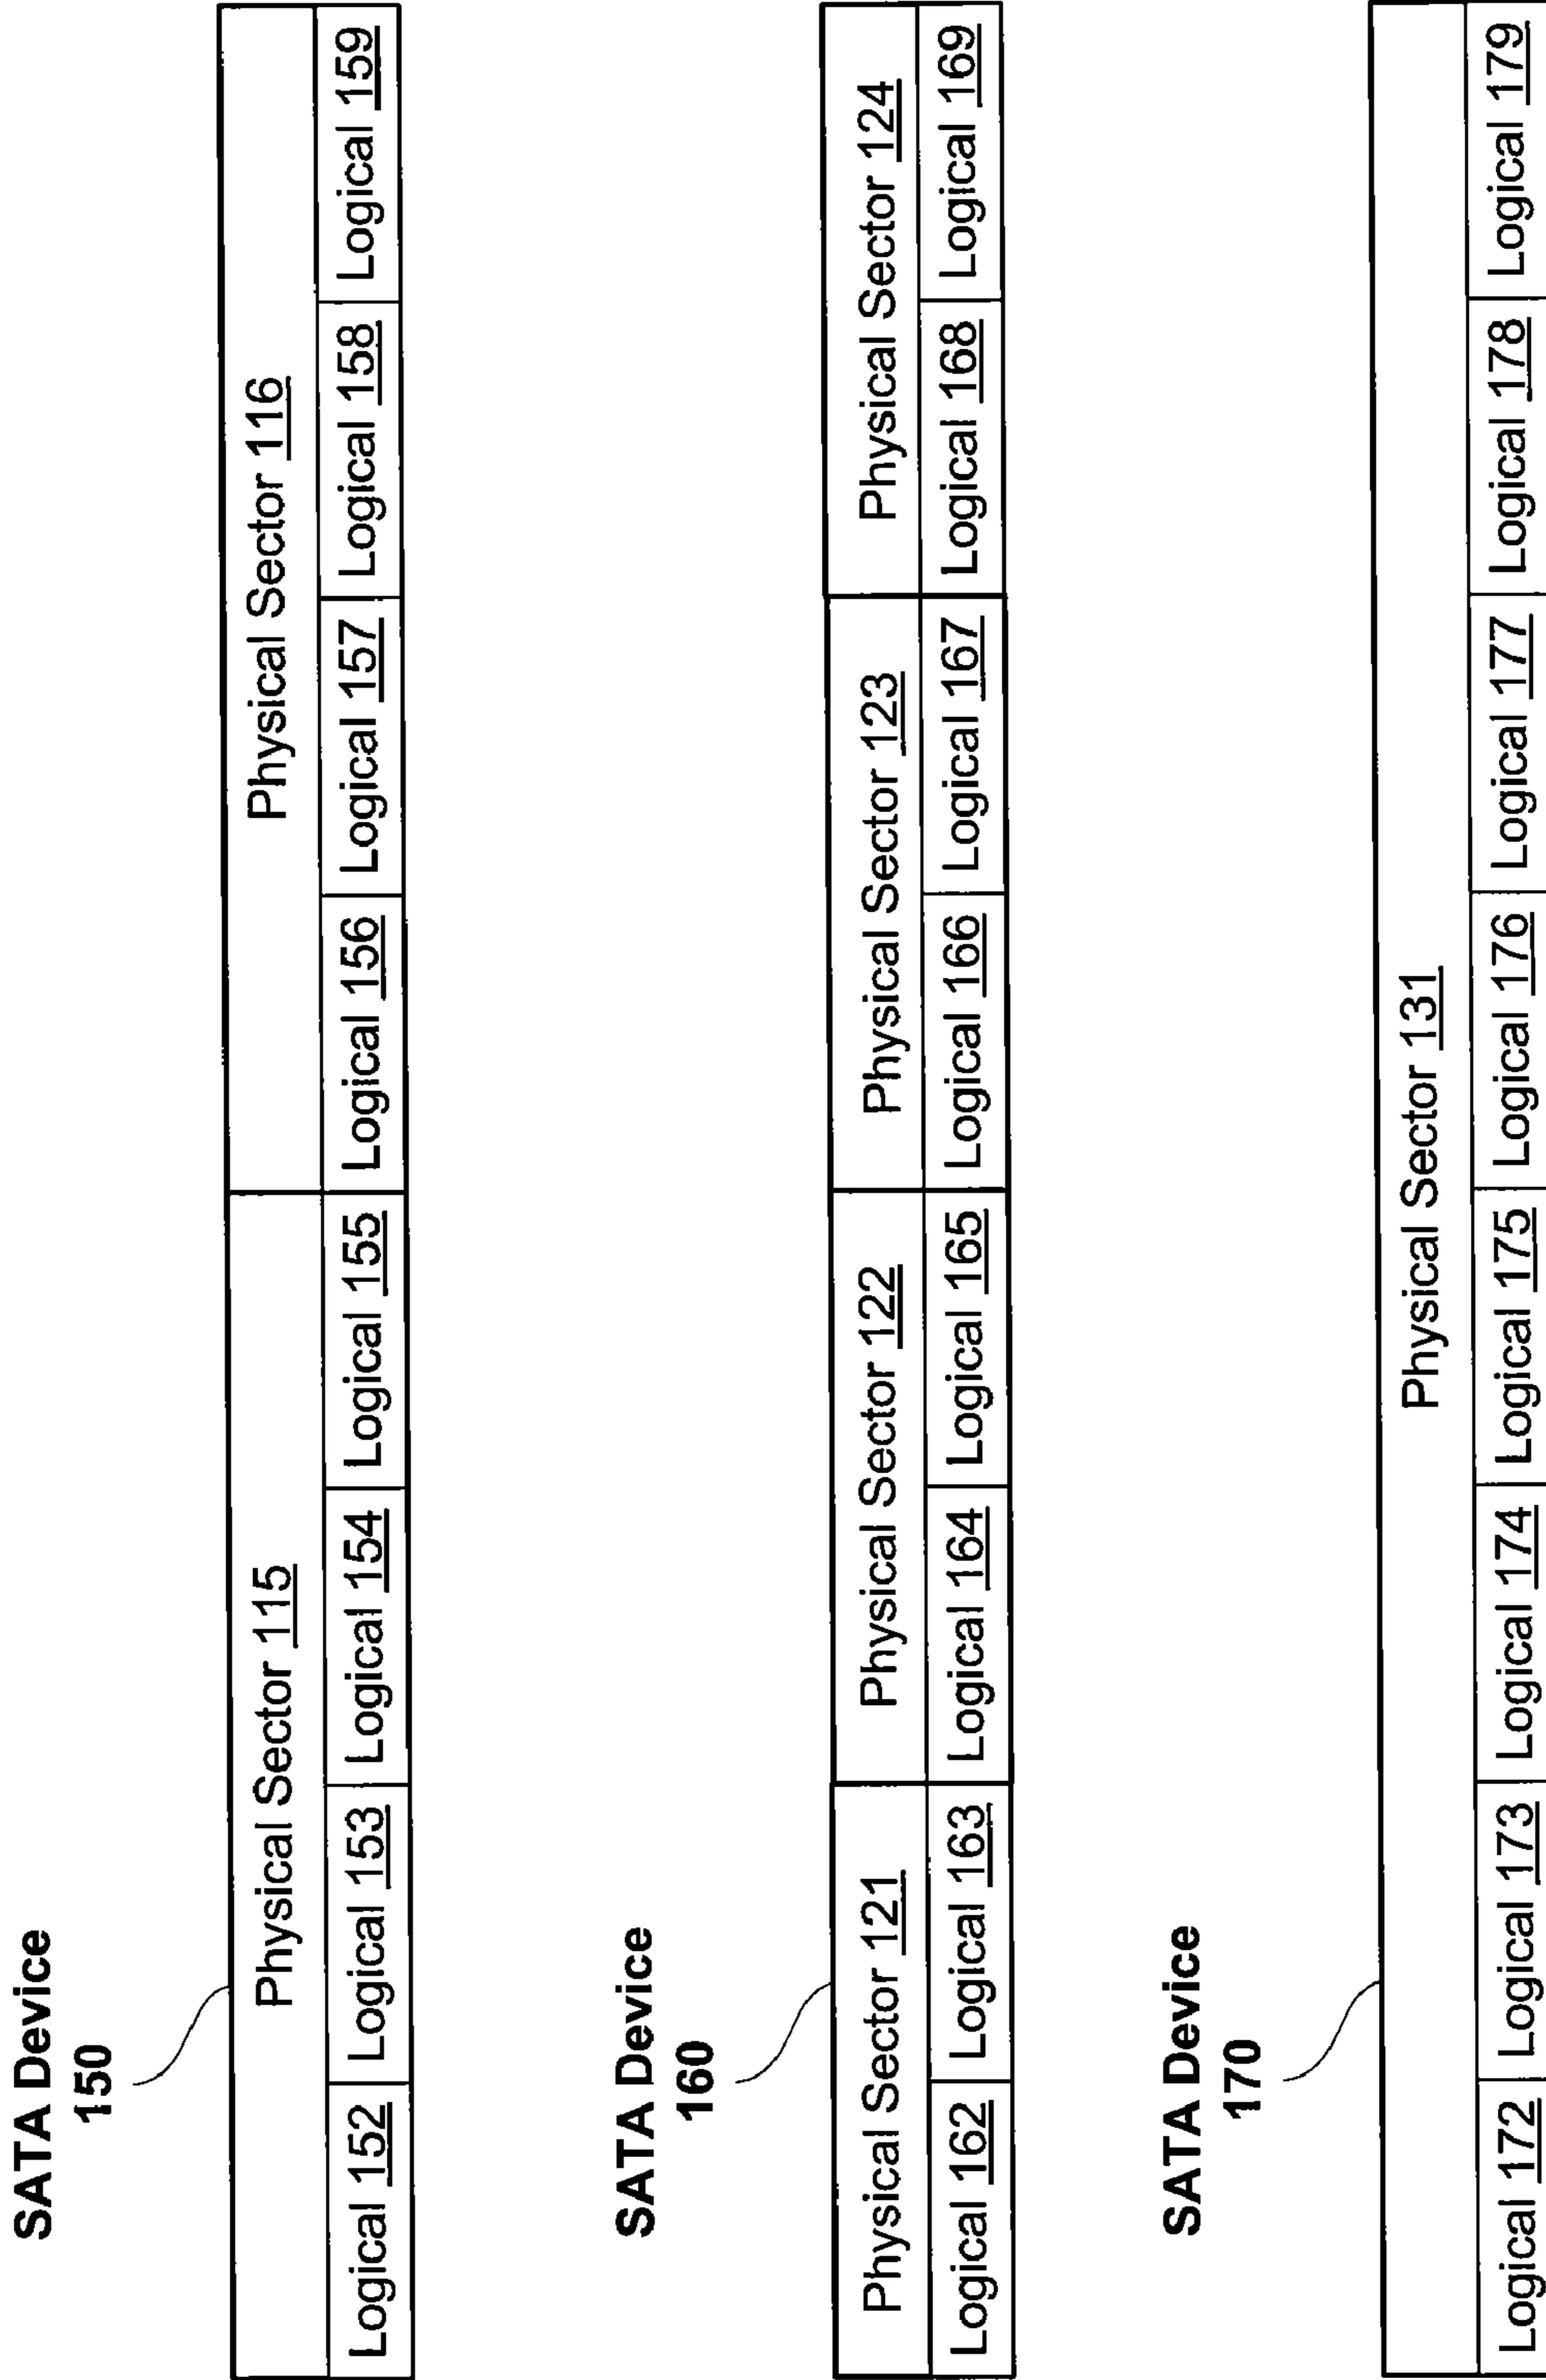 SATA Device
150
Physical Sector 115 Physical Sector 116
Logical 152 Logical 153 Logical 154 Logical 155 Logical 156 Logical 157 Logical 158 Logical 159
SATA Device
160
Physical Sector 121 Physical Sector 122 Physical Sector 123 Physical Sector 124
Logical 162 Logical 163 Logical 164 Logical 165 Logical 166 Logical 167 Logical 168 Logical 169
SATA Device
170
Physical Sector 131
Logical 172 Logical 173 Logical 174 Logical 175 Logical 176 Logical 177 Logical 178 Logical 179